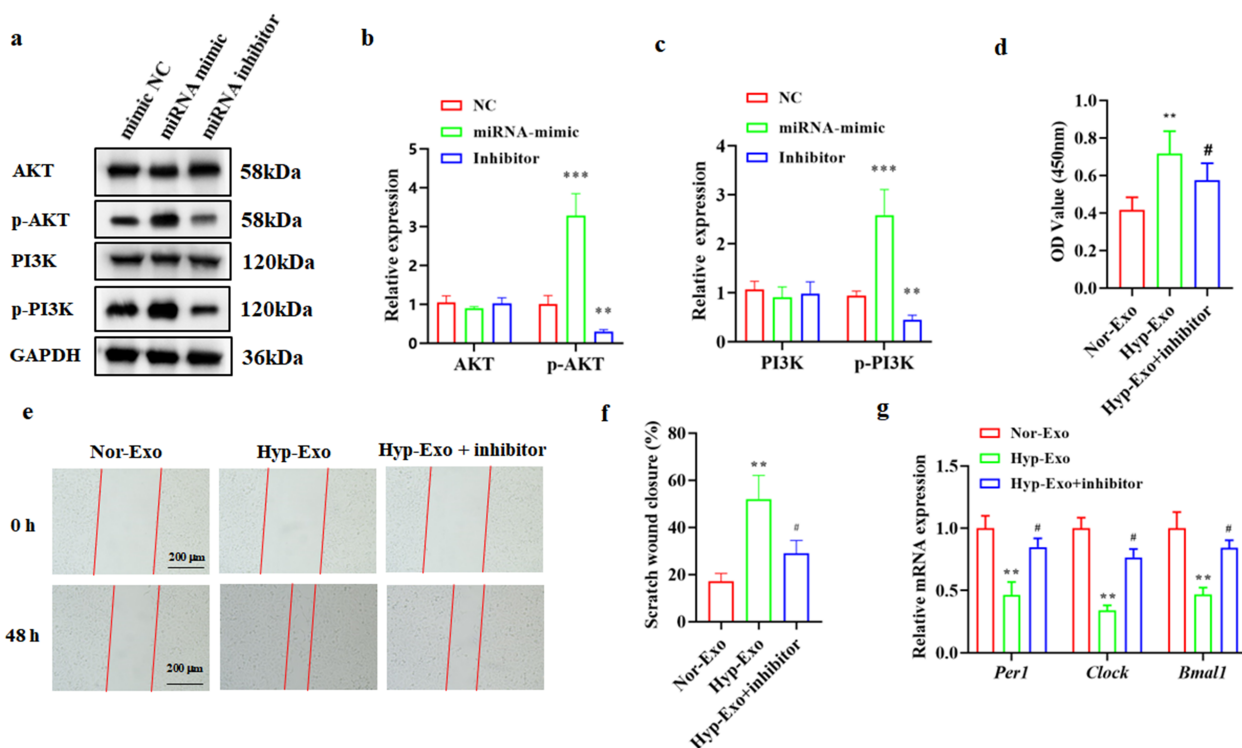 a
mimic NC
miRNA mimic
miRNA inhibitor
AKT
58kDa
p-AKT
58kDa
PI3K
120kDa
p-PI3K
120kDa
GAPDH
36kDa
b
NC
miRNA-mimic
Inhibitor
Relative expression
5
4
3
2
1
0
***
**
AKT
p-AKT
c
NC
miRNA-mimic
Inhibitor
Relative expression
4
3
2
1
0
***
**
PI3K
p-PI3K
d
OD Value (450nm)
1.0
0.8
0.6
0.4
0.2
0.0
**
#
Nor-Exo
Hyp-Exo
Hyp-Exo+inhibitor
e
Nor-Exo
Hyp-Exo
Hyp-Exo + inhibitor
0 h
200 μm
48 h
200 μm
f
Scratch wound closure (%)
80
60
40
20
0
**
#
Nor-Exo
Hyp-Exo
Hyp-Exo+inhibitor
g
Nor-Exo
Hyp-Exo
Hyp-Exo+inhibitor
Relative mRNA expression
1.5
1.0
0.5
0.0
**
#
**
#
**
#
Per1
Clock
Bmal1